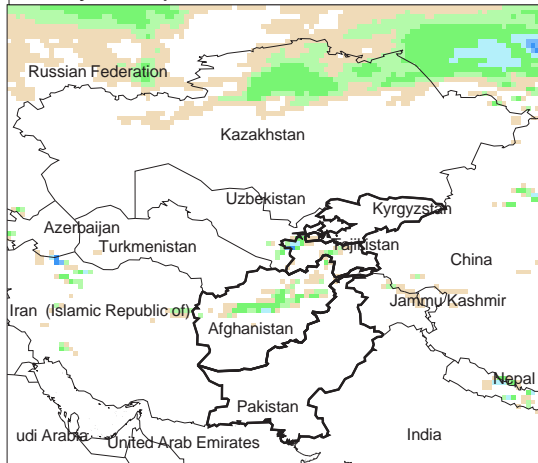 Russian Federation
Kazakhstan
Uzbekistan
Kyrgyzstan
Azerbaijan
Turkmenistan
Tajikistan
China
Iran (Islamic Republic of)
Jammu/Kashmir
Afghanistan
Nepal
Pakistan
udi Arabia
United Arab Emirates
India